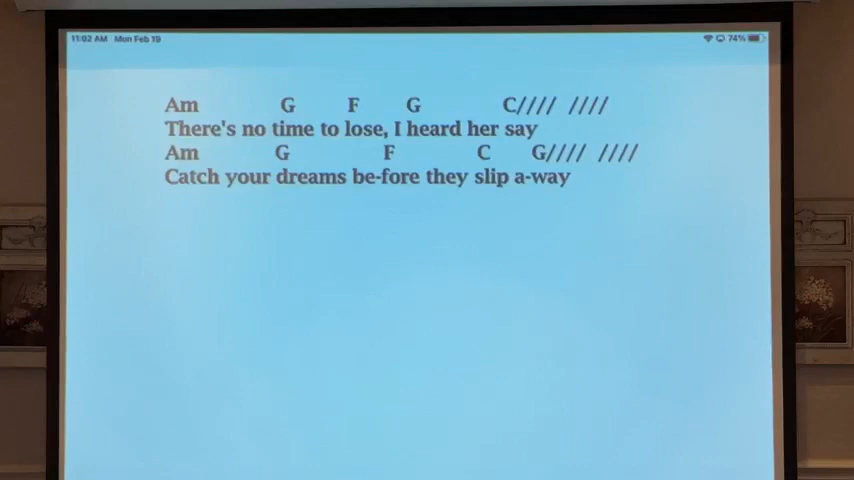 11:02 AM Mon Feb 19
74%
Am G F G C//// ////
There's no time to lose, I heard her say
Am G F C G//// ////
Catch your dreams be-fore they slip a-way